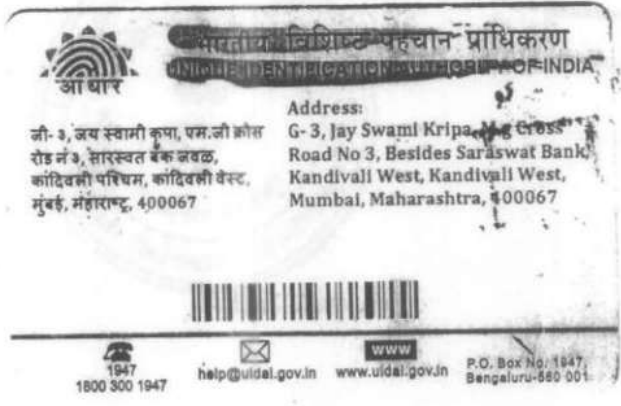 भारतीय विशिष्ट पहचान प्राधिकरण
UNIQUE IDENTIFICATION AUTHORITY OF INDIA
आधार
जी- ३, जय स्वामी कृपा, एम.जी क्रोस
रोड नं ३, सारस्वत बँक जवळ,
कांदिवली पश्चिम, कांदिवली वेस्ट,
मुंबई, महाराष्ट्र, 400067
Address:
G- 3, Jay Swami Kripa, M-g Cross
Road No 3, Besides Saraswat Bank,
Kandivali West, Kandivali West,
Mumbai, Maharashtra, 400067
1947
1800 300 1947
help@uidai.gov.in
WWW
www.uidai.gov.in
P.O. Box No. 1947,
Bengaluru-560 001